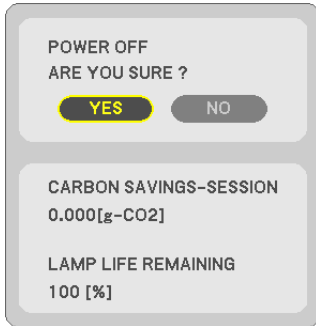 POWER OFF
ARE YOU SURE ?
YES NO
CARBON SAVINGS-SESSION
0.000[g-CO2]
LAMP LIFE REMAINING
100 [%]